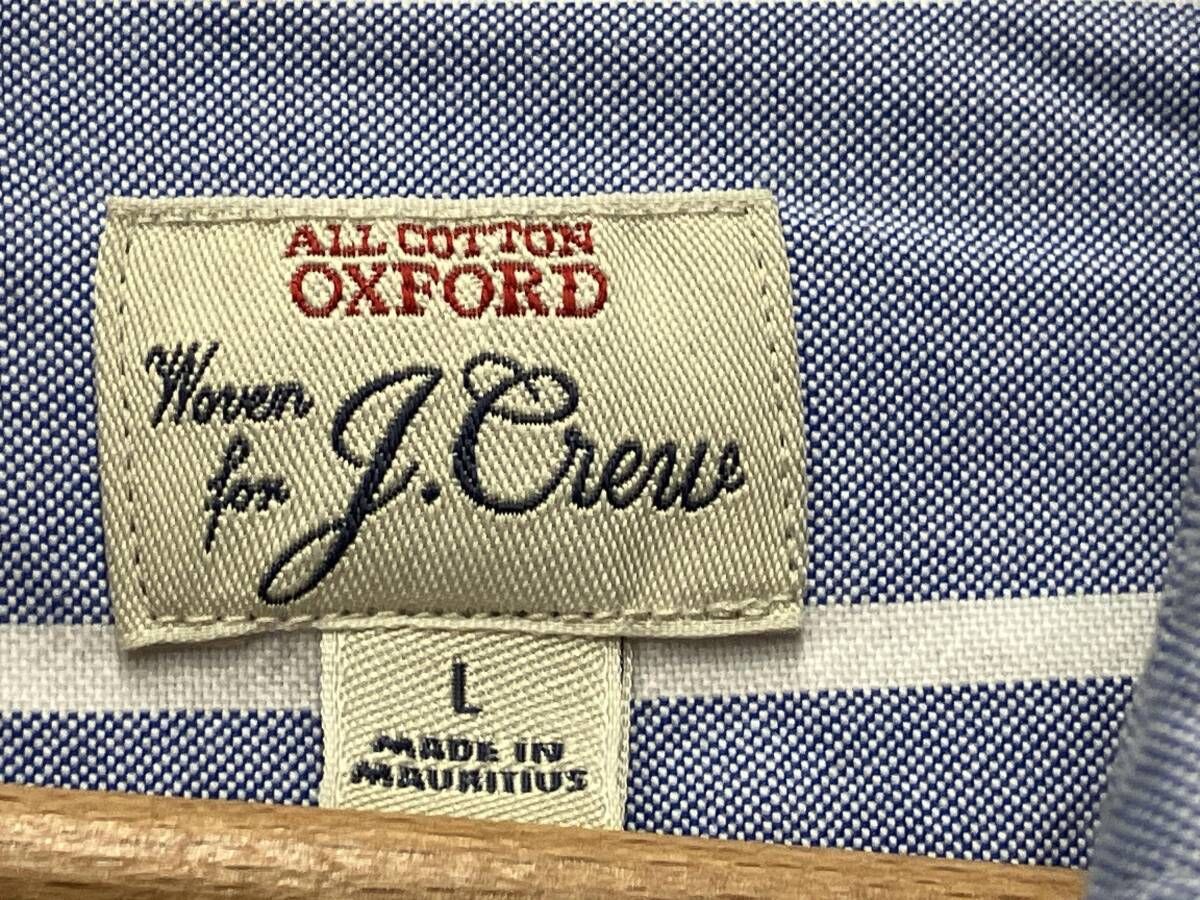 ALL COTTON
OXFORD
Woven
for J. Crew
L
MADE IN
MAURITIUS